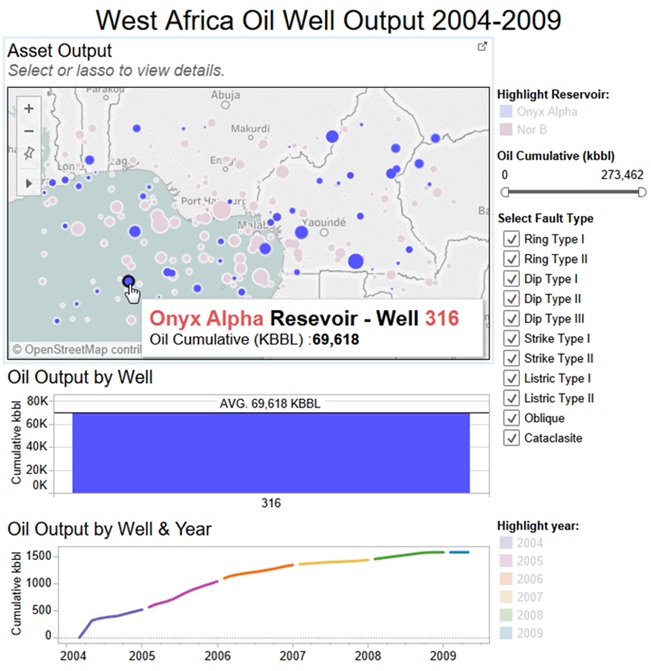 West Africa Oil Well Output 2004-2009
Asset Output
Select or lasso to view details.
Abuja
Makurdi
Port Harcourt
Yaoundé
Onyx Alpha Resevoir - Well 316
Oil Cumulative (KBBL) :69,618
© OpenStreetMap contri
Highlight Reservoir:
Onyx Alpha
Nor B
Oil Cumulative (kbbl)
0 273,462
Select Fault Type
Ring Type I
Ring Type II
Dip Type I
Dip Type II
Dip Type III
Strike Type I
Strike Type II
Listric Type I
Listric Type II
Oblique
Cataclasite
Oil Output by Well
Cumulative kbbl
80K
60K
40K
20K
0K
AVG. 69,618 KBBL
316
Oil Output by Well & Year
Cumulative kbbl
1500
1000
500
0
2004 2005 2006 2007 2008 2009
Highlight year:
2004
2005
2006
2007
2008
2009